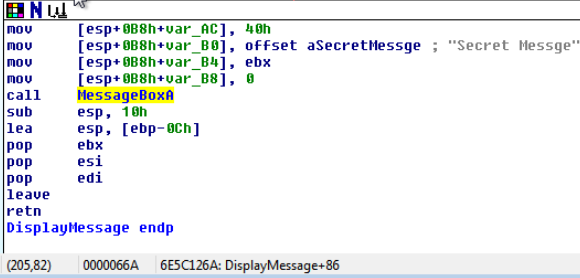 N
mov [esp+0B8h+var_AC], 40h
mov [esp+0B8h+var_B0], offset aSecretMessge ; "Secret Messge"
mov [esp+0B8h+var_B4], ebx
mov [esp+0B8h+var_B8], 0
call MessageBoxA
sub esp, 10h
lea esp, [ebp-0Ch]
pop ebx
pop esi
pop edi
leave
retn
DisplayMessage endp
(205,82) 0000066A 6E5C126A: DisplayMessage+86